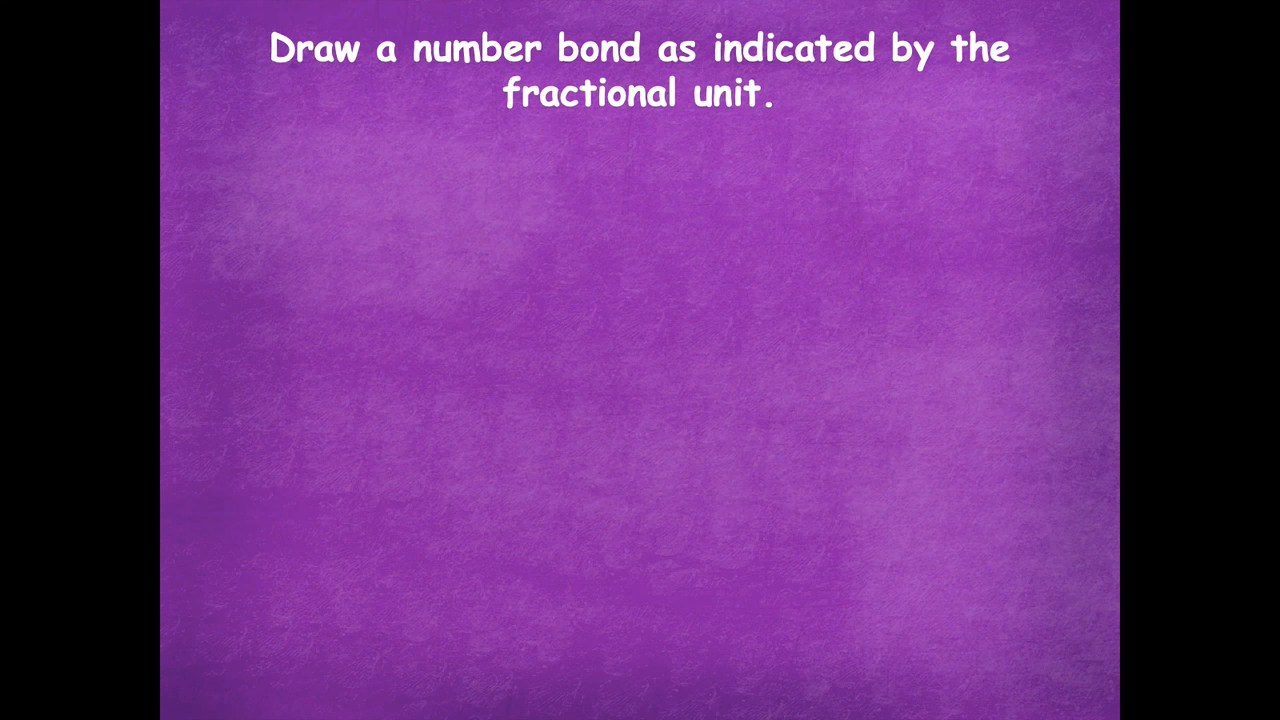 Draw a number bond as indicated by the
fractional unit.